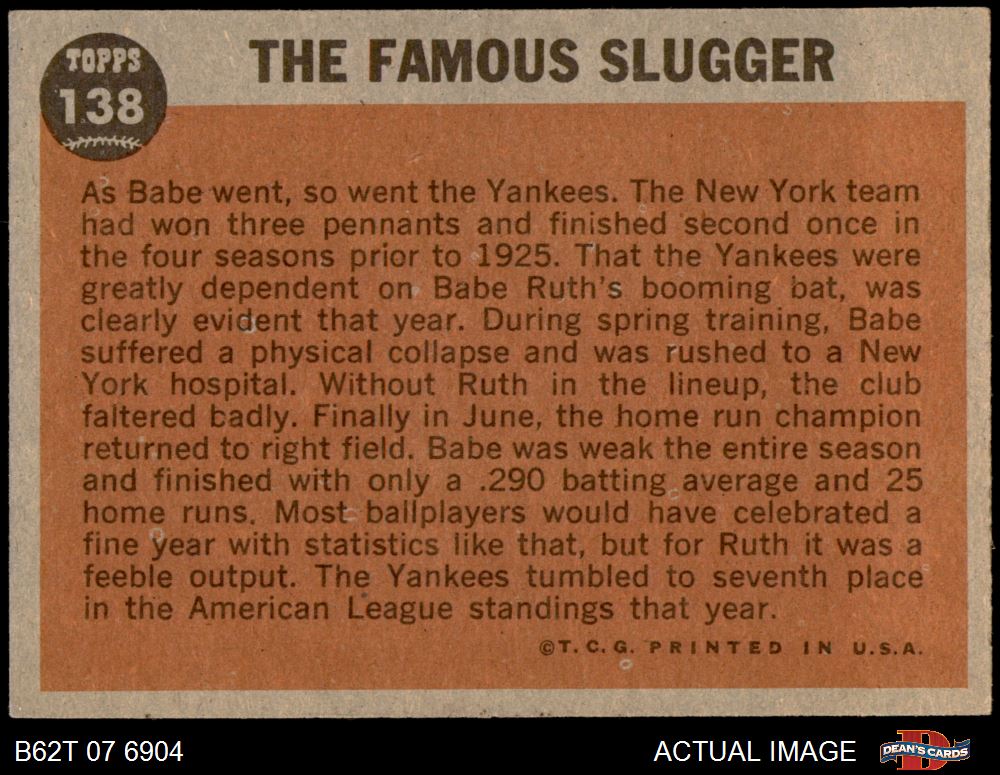 TOPPS
138
THE FAMOUS SLUGGER
As Babe went, so went the Yankees. The New York team
had won three pennants and finished second once in
the four seasons prior to 1925. That the Yankees were
greatly dependent on Babe Ruth's booming bat, was
clearly evident that year. During spring training, Babe
suffered a physical collapse and was rushed to a New
York hospital. Without Ruth in the lineup, the club
faltered badly. Finally in June, the home run champion
returned to right field. Babe was weak the entire season
and finished with only a .290 batting average and 25
home runs. Most ballplayers would have celebrated a
fine year with statistics like that, but for Ruth it was a
feeble output. The Yankees tumbled to seventh place
in the American League standings that year.
©T.C.G. PRINTED IN U.S.A.
B62T 07 6904
ACTUAL IMAGE
D
DEAN'S CARDS